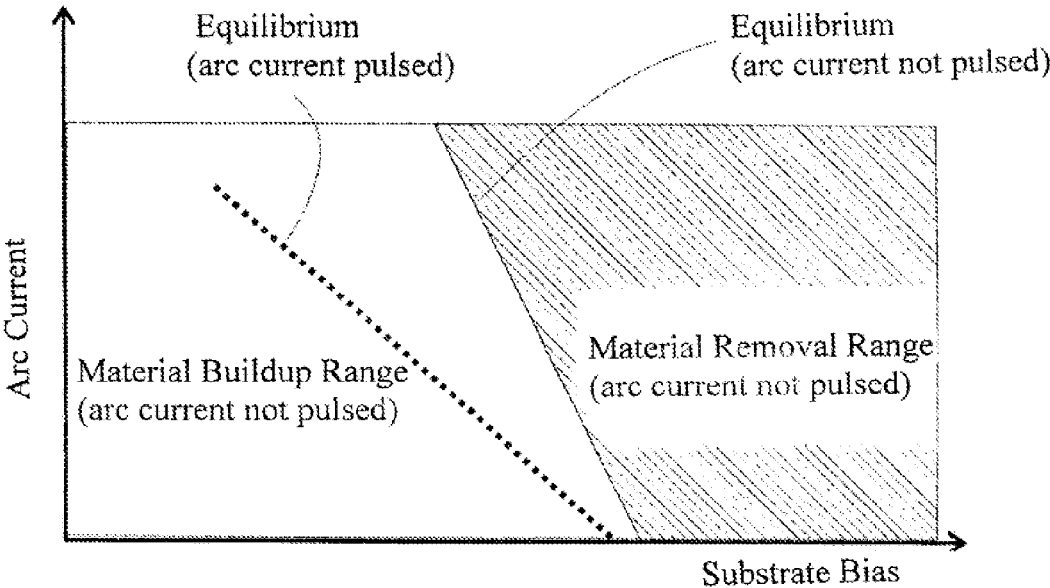 Equilibrium
(arc current pulsed)
Equilibrium
(arc current not pulsed)
Arc Current
Material Buildup Range
(arc current not pulsed)
Material Removal Range
(arc current not pulsed)
Substrate Bias